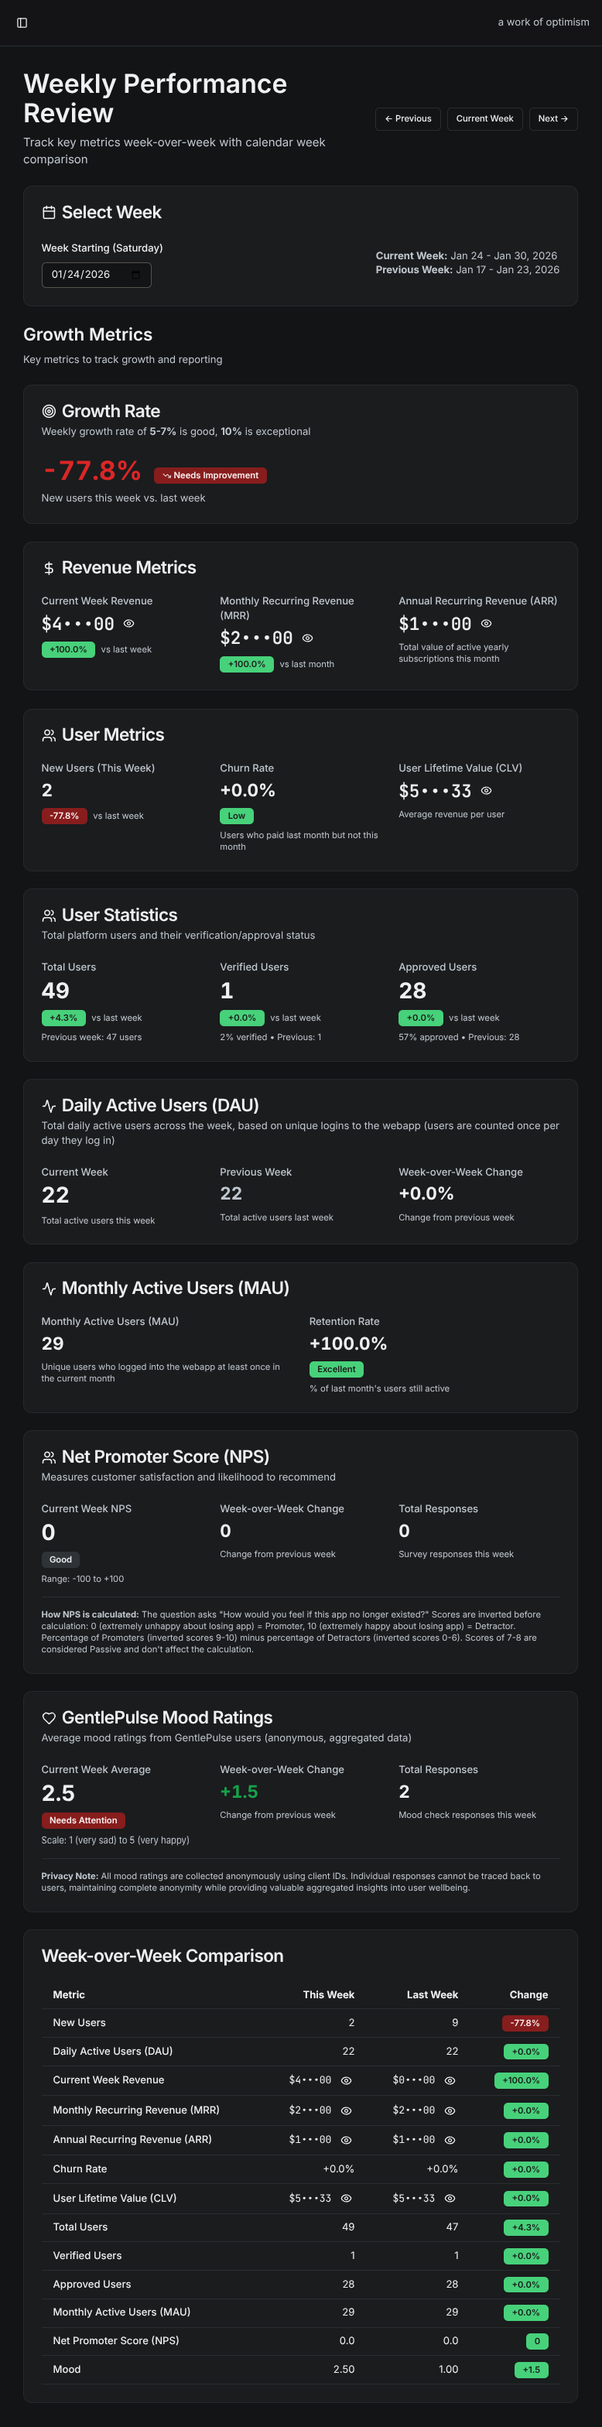 a work of optimism
Weekly Performance
Review
Track key metrics week-over-week with calendar week
comparison
← Previous
Current Week
Next →
Select Week
Week Starting (Saturday)
01/24/2026
Current Week: Jan 24 - Jan 30, 2026
Previous Week: Jan 17 - Jan 23, 2026
Growth Metrics
Key metrics to track growth and reporting
Growth Rate
Weekly growth rate of 5-7% is good, 10% is exceptional
-77.8% Needs Improvement
New users this week vs. last week
Revenue Metrics
Current Week Revenue
$4•••00
+100.0% vs last week
Monthly Recurring Revenue
(MRR)
$2•••00
+100.0% vs last month
Annual Recurring Revenue (ARR)
$1•••00
Total value of active yearly
subscriptions this month
User Metrics
New Users (This Week)
2
-77.8% vs last week
Churn Rate
+0.0%
Low
Users who paid last month but not this
month
User Lifetime Value (CLV)
$5•••33
Average revenue per user
User Statistics
Total platform users and their verification/approval status
Total Users
49
+4.3% vs last week
Previous week: 47 users
Verified Users
1
+0.0% vs last week
2% verified • Previous: 1
Approved Users
28
+0.0% vs last week
57% approved • Previous: 28
Daily Active Users (DAU)
Total daily active users across the week, based on unique logins to the webapp (users are counted once per
day they log in)
Current Week
22
Total active users this week
Previous Week
22
Total active users last week
Week-over-Week Change
+0.0%
Change from previous week
Monthly Active Users (MAU)
Monthly Active Users (MAU)
29
Unique users who logged into the webapp at least once in
the current month
Retention Rate
+100.0%
Excellent
% of last month's users still active
Net Promoter Score (NPS)
Measures customer satisfaction and likelihood to recommend
Current Week NPS
0
Good
Range: -100 to +100
Week-over-Week Change
0
Change from previous week
Total Responses
0
Survey responses this week
How NPS is calculated: The question asks "How would you feel if this app no longer existed?" Scores are inverted before
calculation: 0 (extremely unhappy about losing app) = Promoter, 10 (extremely happy about losing app) = Detractor.
Percentage of Promoters (inverted scores 9-10) minus percentage of Detractors (inverted scores 0-6). Scores of 7-8 are
considered Passive and don't affect the calculation.
GentlePulse Mood Ratings
Average mood ratings from GentlePulse users (anonymous, aggregated data)
Current Week Average
2.5
Needs Attention
Scale: 1 (very sad) to 5 (very happy)
Week-over-Week Change
+1.5
Change from previous week
Total Responses
2
Mood check responses this week
Privacy Note: All mood ratings are collected anonymously using client IDs. Individual responses cannot be traced back to
users, maintaining complete anonymity while providing valuable aggregated insights into user wellbeing.
Week-over-Week Comparison
Metric This Week Last Week Change
New Users 2 9 -77.8%
Daily Active Users (DAU) 22 22 +0.0%
Current Week Revenue $4•••00 $0•••00 +100.0%
Monthly Recurring Revenue (MRR) $2•••00 $2•••00 +0.0%
Annual Recurring Revenue (ARR) $1•••00 $1•••00 +0.0%
Churn Rate +0.0% +0.0% +0.0%
User Lifetime Value (CLV) $5•••33 $5•••33 +0.0%
Total Users 49 47 +4.3%
Verified Users 1 1 +0.0%
Approved Users 28 28 +0.0%
Monthly Active Users (MAU) 29 29 +0.0%
Net Promoter Score (NPS) 0.0 0.0 0
Mood 2.50 1.00 +1.5